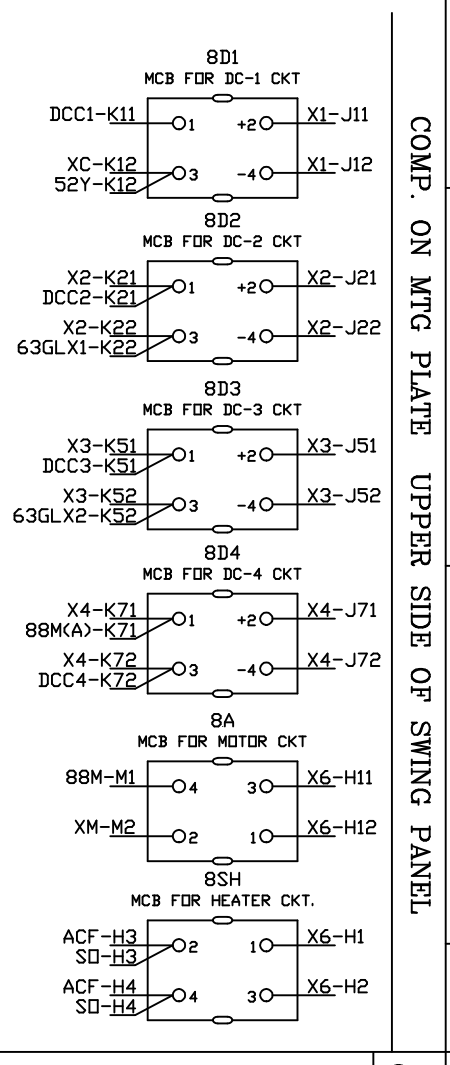 8D1
MCB FOR DC-1 CKT
DCC1-K11 1 +2 X1-J11
XC-K12 3 -4 X1-J12
52Y-K12
8D2
MCB FOR DC-2 CKT
X2-K21 1 +2 X2-J21
DCC2-K21
X2-K22 3 -4 X2-J22
63GLX1-K22
8D3
MCB FOR DC-3 CKT
X3-K51 1 +2 X3-J51
DCC3-K51
X3-K52 3 -4 X3-J52
63GLX2-K52
8D4
MCB FOR DC-4 CKT
X4-K71 1 +2 X4-J71
88M(A)-K71
X4-K72 3 -4 X4-J72
DCC4-K72
8A
MCB FOR MOTOR CKT
88M-M1 4 3 X6-H11
XM-M2 2 1 X6-H12
8SH
MCB FOR HEATER CKT.
ACF-H3 2 1 X6-H1
SO-H3
ACF-H4 4 3 X6-H2
SO-H4
COMP. ON MTG PLATE UPPER SIDE OF SWING PANEL